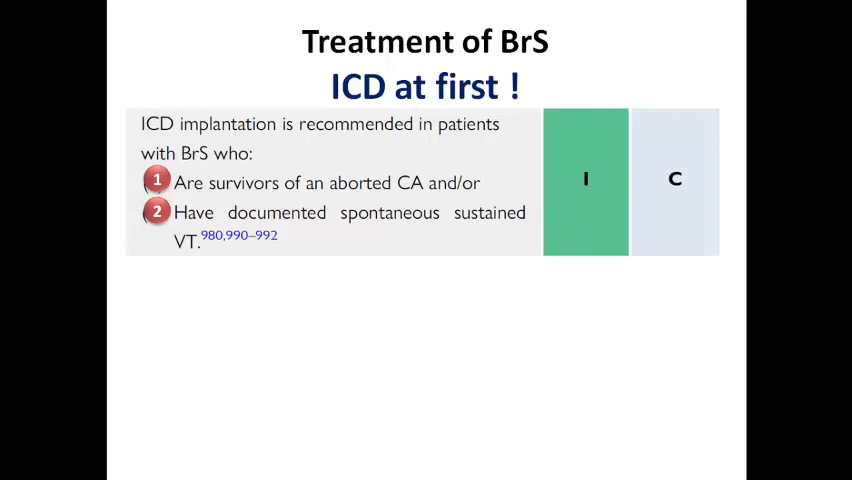 Treatment of BrS
ICD at first !
ICD implantation is recommended in patients
with BrS who:
1 Are survivors of an aborted CA and/or
2 Have documented spontaneous sustained
VT.980,990–992
I
C